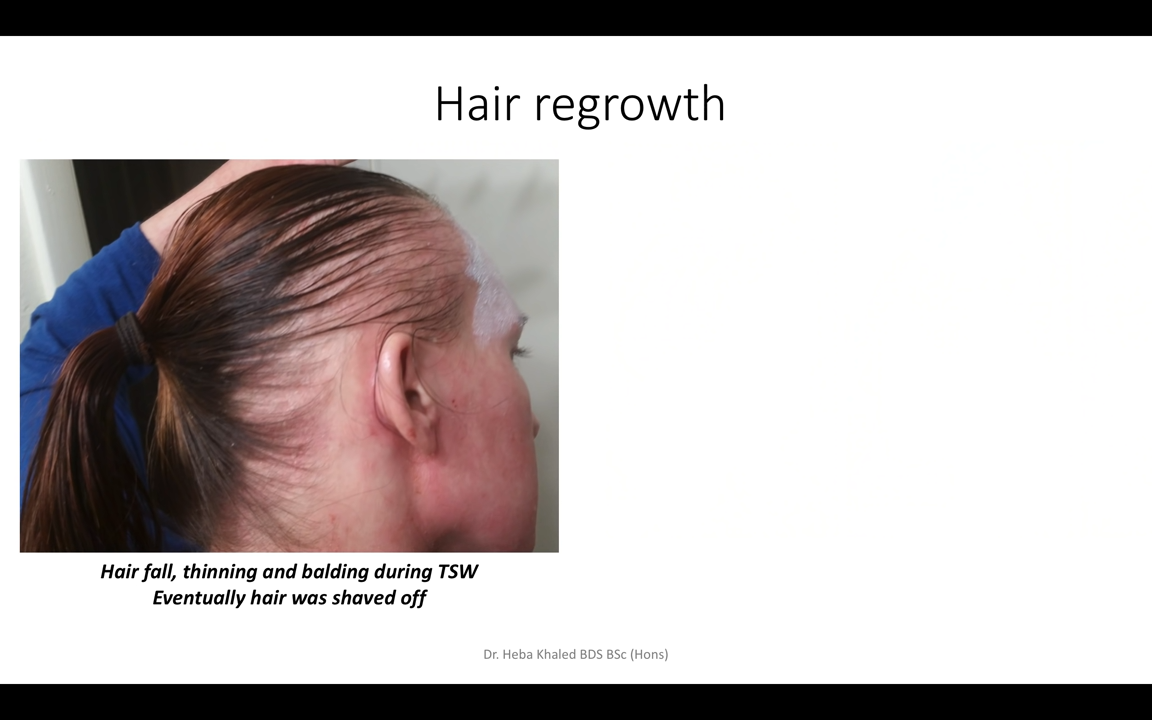 Hair regrowth
Hair fall, thinning and balding during TSW
Eventually hair was shaved off
Dr. Heba Khaled BDS BSc (Hons)